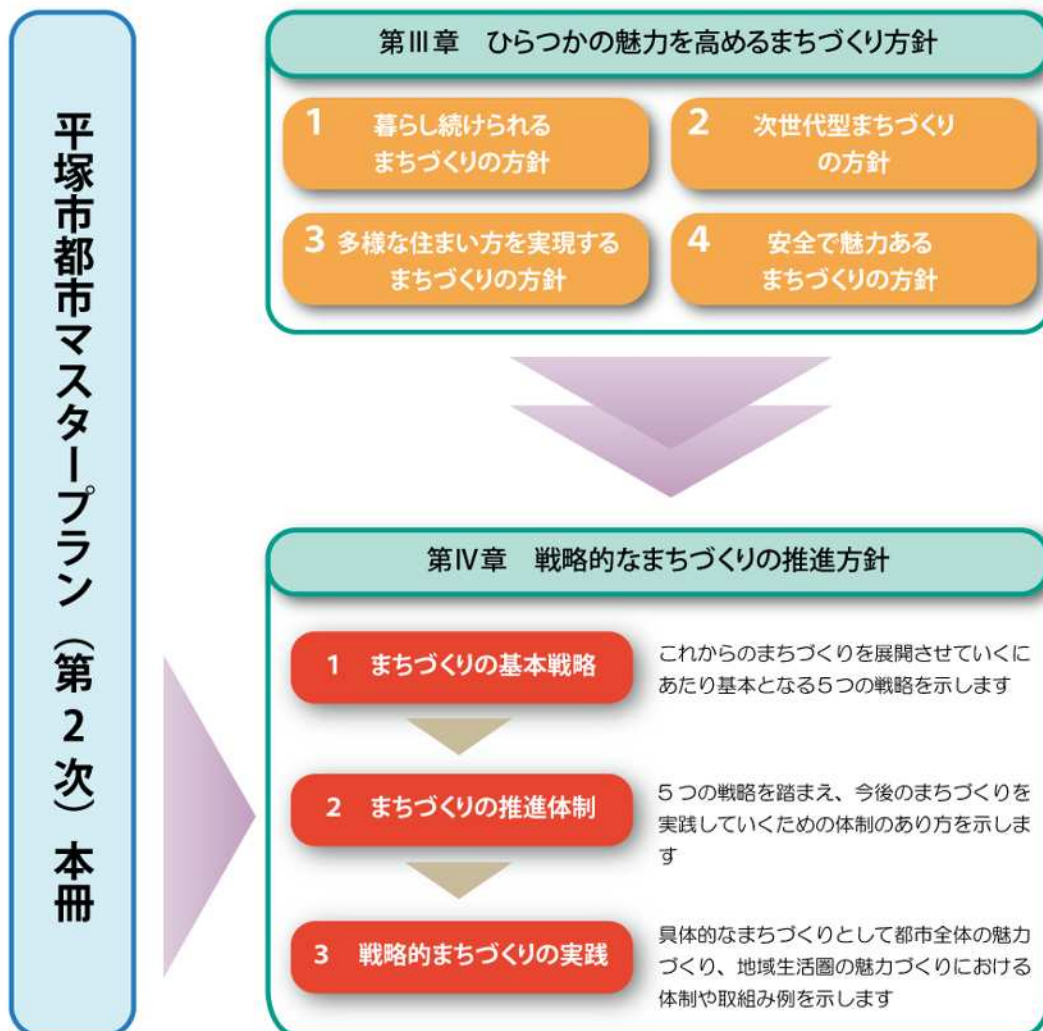 平塚市都市マスタープラン（第２次）本冊
第Ⅲ章　ひらつかの魅力を高めるまちづくり方針
1　暮らし続けられる
まちづくりの方針
2　次世代型まちづくり
の方針
3　多様な住まい方を実現する
まちづくりの方針
4　安全で魅力ある
まちづくりの方針
第Ⅳ章　戦略的なまちづくりの推進方針
1　まちづくりの基本戦略
これからのまちづくりを展開させていくに
あたり基本となる５つの戦略を示します
2　まちづくりの推進体制
５つの戦略を踏まえ、今後のまちづくりを
実践していくための体制のあり方を示しま
す
3　戦略的まちづくりの実践
具体的なまちづくりとして都市全体の魅力
づくり、地域生活圏の魅力づくりにおける
体制や取組み例を示します